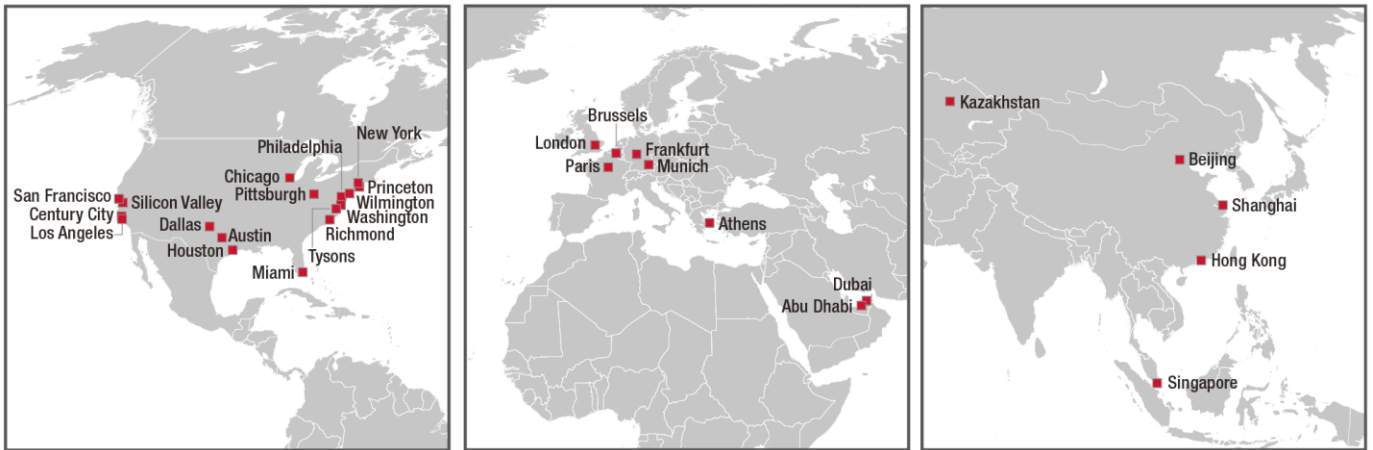 New York
Philadelphia
Chicago
Pittsburgh
Princeton
San Francisco
Silicon Valley
Wilmington
Century City
Washington
Los Angeles
Dallas
Richmond
Austin
Houston
Tysons
Miami
Brussels
London
Frankfurt
Paris
Munich
Athens
Dubai
Abu Dhabi
Kazakhstan
Beijing
Shanghai
Hong Kong
Singapore